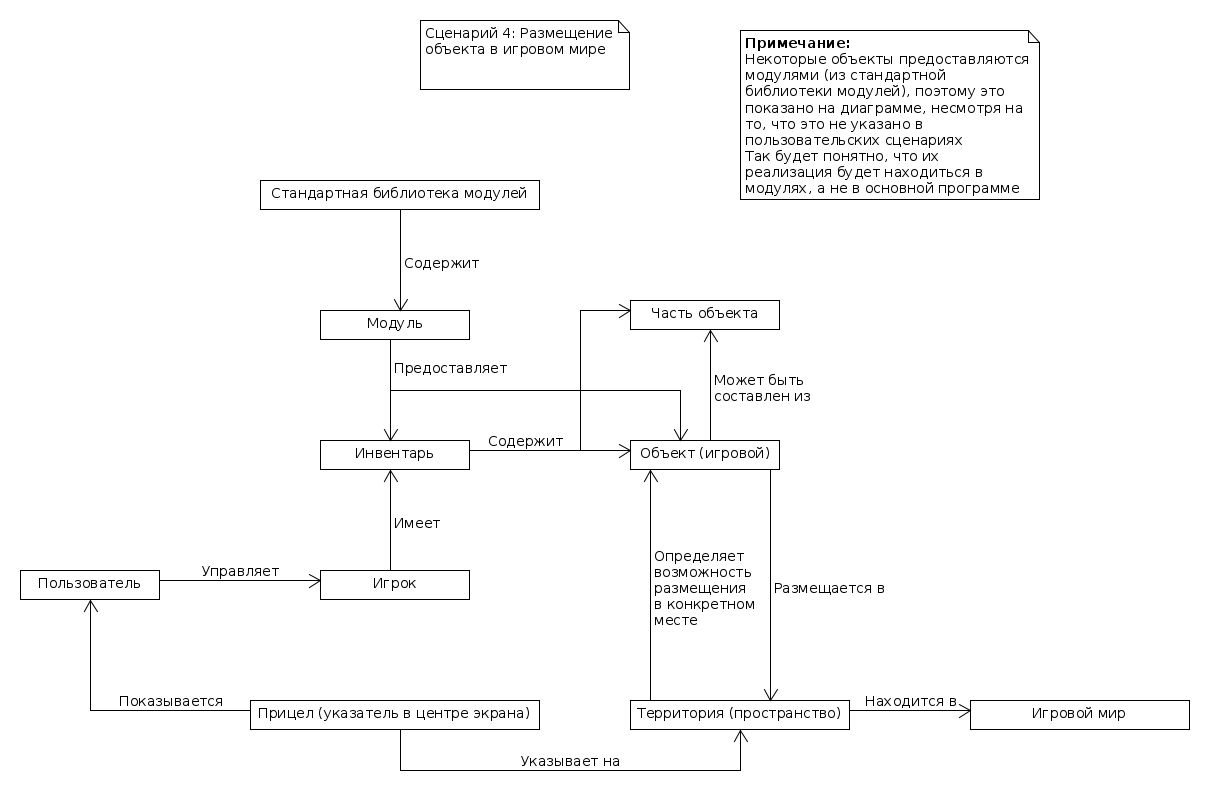 Сценарий 4: Размещение
объекта в игровом мире
Примечание:
Некоторые объекты предоставляются
модулями (из стандартной
библиотеки модулей), поэтому это
показано на диаграмме, несмотря на
то, что это не указано в
пользовательских сценариях
Так будет понятно, что их
реализация будет находиться в
модулях, а не в основной программе
Стандартная библиотека модулей
Содержит
Модуль
Часть объекта
Предоставляет
Может быть
составлен из
Содержит
Инвентарь
Объект (игровой)
Имеет
Определяет
возможность
размещения
в конкретном
месте
Размещается в
Управляет
Пользователь
Игрок
Показывается
Прицел (указатель в центре экрана)
Территория (пространство)
Находится в
Игровой мир
Указывает на